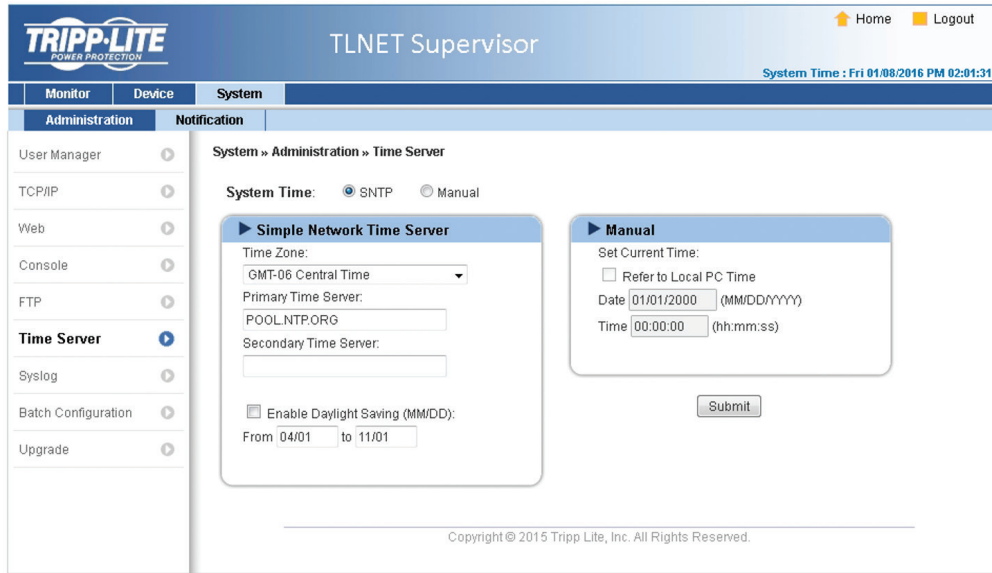 TRIPP·LITE
POWER PROTECTION
TLNET Supervisor
Home Logout
System Time : Fri 01/08/2016 PM 02:01:31
Monitor Device System
Administration Notification
User Manager
TCP/IP
Web
Console
FTP
Time Server
Syslog
Batch Configuration
Upgrade
System » Administration » Time Server
System Time: SNTP Manual
Simple Network Time Server
Time Zone:
GMT-06 Central Time
Primary Time Server:
POOL.NTP.ORG
Secondary Time Server:
Enable Daylight Saving (MM/DD):
From 04/01 to 11/01
Manual
Set Current Time:
Refer to Local PC Time
Date 01/01/2000 (MM/DD/YYYY)
Time 00:00:00 (hh:mm:ss)
Submit
Copyright © 2015 Tripp Lite, Inc. All Rights Reserved.